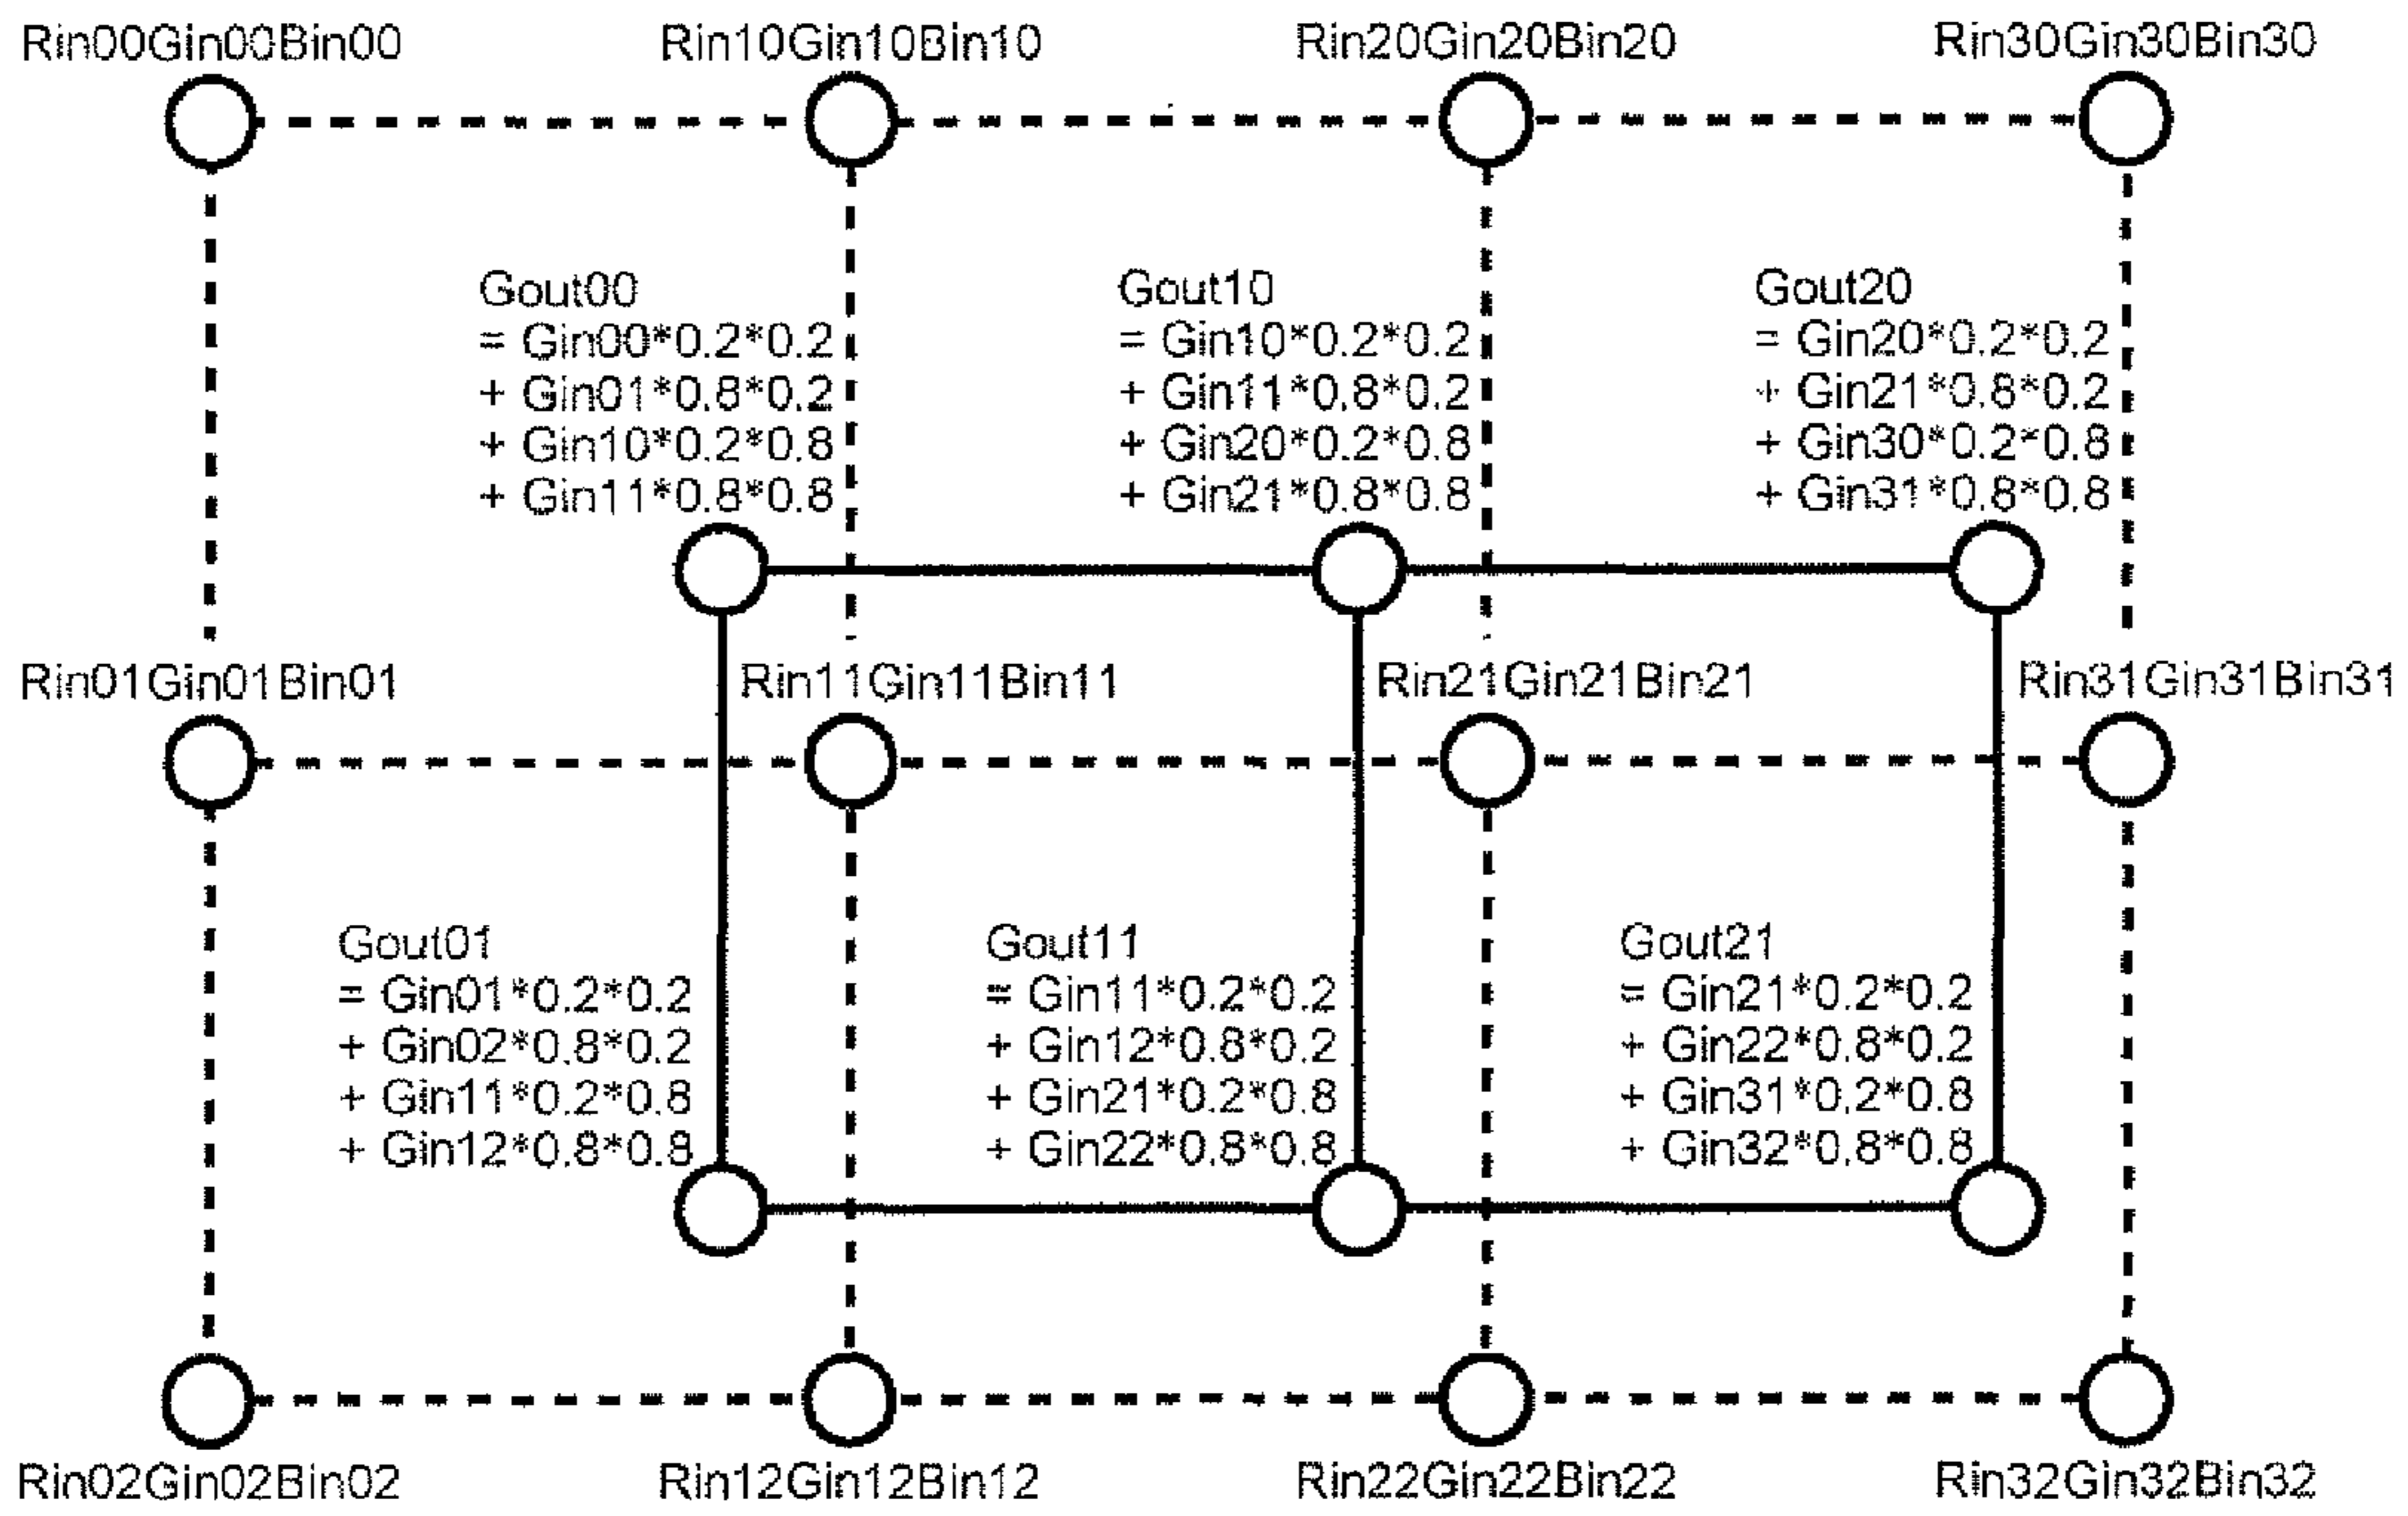 Rin00Gin00Bin00
Rin10Gin10Bin10
Rin20Gin20Bin20
Rin30Gin30Bin30
Gout00
= Gin00*0.2*0.2
+ Gin01*0.8*0.2
+ Gin10*0.2*0.8
+ Gin11*0.8*0.8
Gout10
= Gin10*0.2*0.2
+ Gin11*0.8*0.2
+ Gin20*0.2*0.8
+ Gin21*0.8*0.8
Gout20
= Gin20*0.2*0.2
+ Gin21*0.8*0.2
+ Gin30*0.2*0.8
+ Gin31*0.8*0.8
Rin01Gin01Bin01
Rin11Gin11Bin11
Rin21Gin21Bin21
Rin31Gin31Bin31
Gout01
= Gin01*0.2*0.2
+ Gin02*0.8*0.2
+ Gin11*0.2*0.8
+ Gin12*0.8*0.8
Gout11
= Gin11*0.2*0.2
+ Gin12*0.8*0.2
+ Gin21*0.2*0.8
+ Gin22*0.8*0.8
Gout21
= Gin21*0.2*0.2
+ Gin22*0.8*0.2
+ Gin31*0.2*0.8
+ Gin32*0.8*0.8
Rin02Gin02Bin02
Rin12Gin12Bin12
Rin22Gin22Bin22
Rin32Gin32Bin32